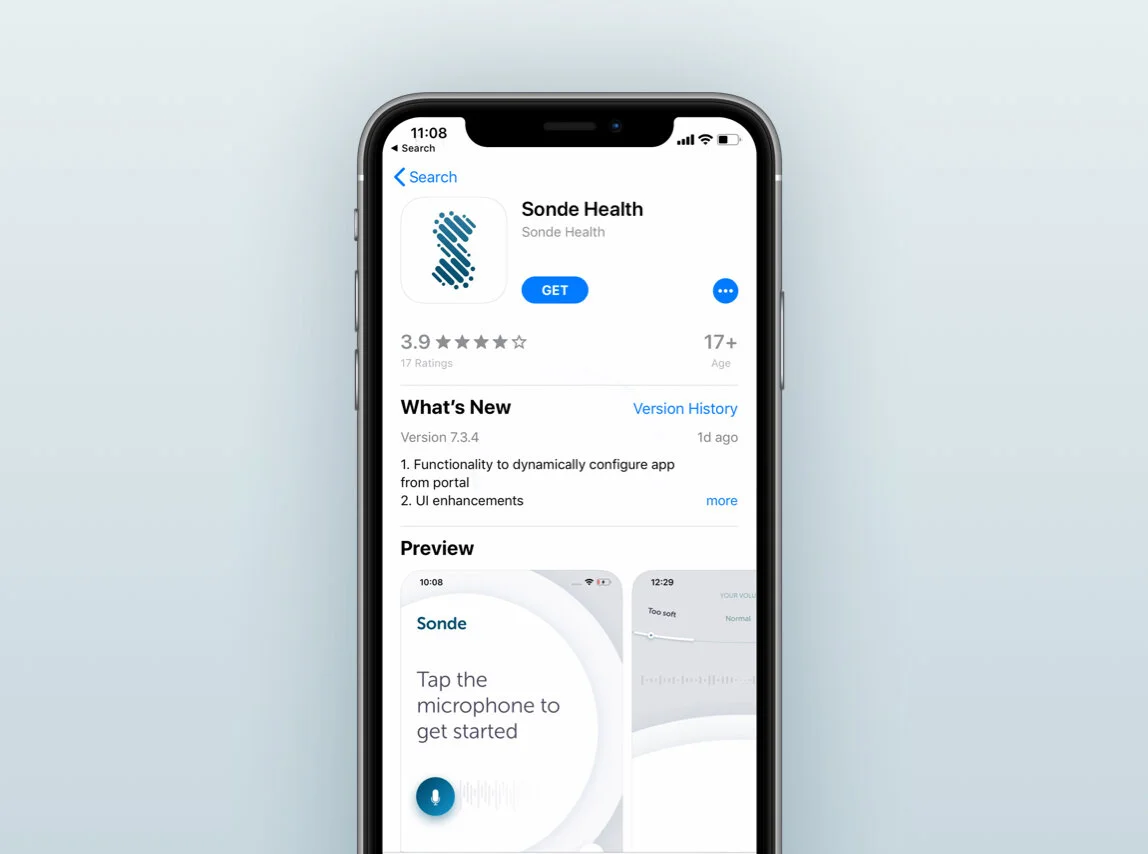 11:08
Search
Search
Sonde Health
Sonde Health
GET
3.9
17+
17 Ratings
Age
What's New
Version History
Version 7.3.4
1d ago
1. Functionality to dynamically configure app
from portal
2. UI enhancements
more
Preview
10:08
Sonde
Tap the
microphone to
get started
12:29
YOUR VOLU
Too soft
Normal